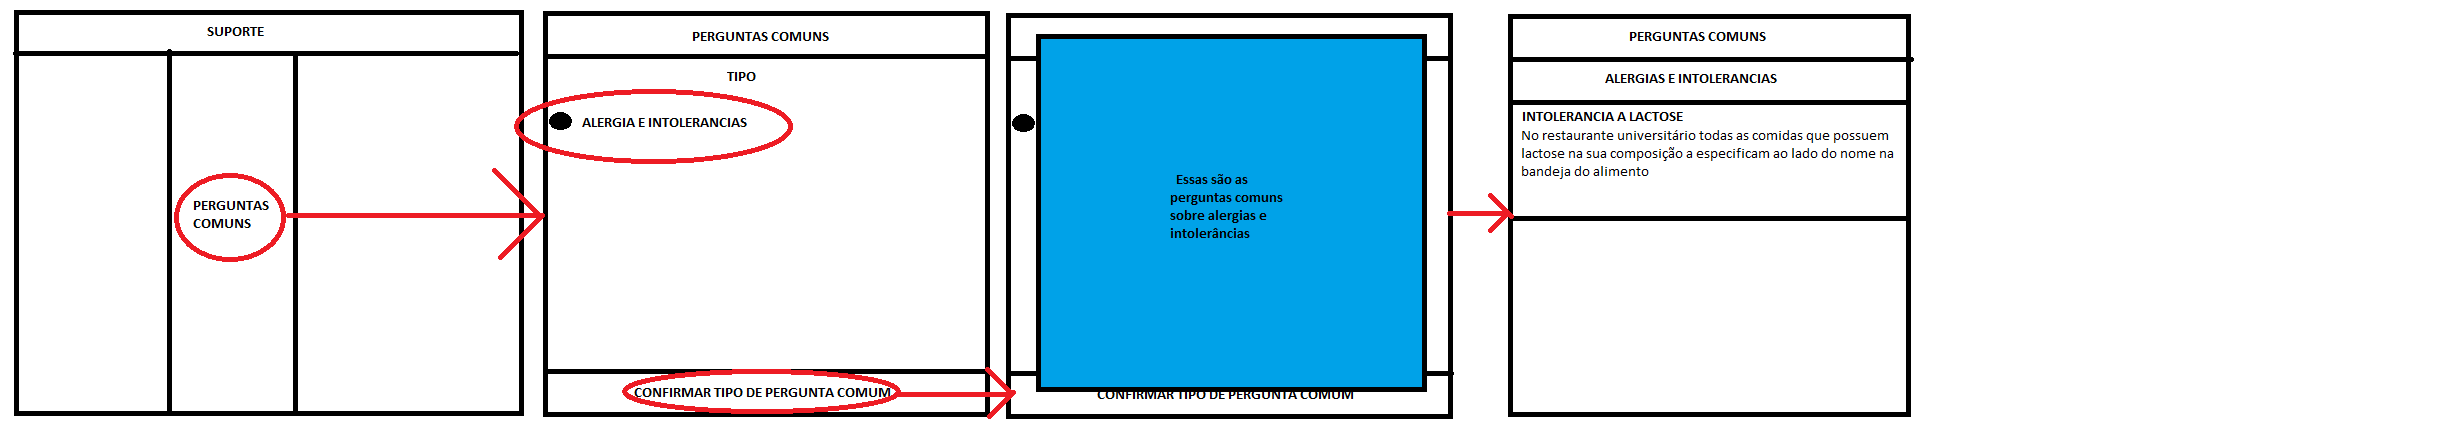 SUPORTE
PERGUNTAS
COMUNS
PERGUNTAS COMUNS
TIPO
ALERGIA E INTOLERANCIAS
CONFIRMAR TIPO DE PERGUNTA COMUM
Essas são as
perguntas comuns
sobre alergias e
intolerâncias
CONFIRMAR TIPO DE PERGUNTA COMUM
PERGUNTAS COMUNS
ALERGIAS E INTOLERANCIAS
INTOLERANCIA A LACTOSE
No restaurante universitário todas as comidas que possuem
lactose na sua composição a especificam ao lado do nome na
bandeja do alimento